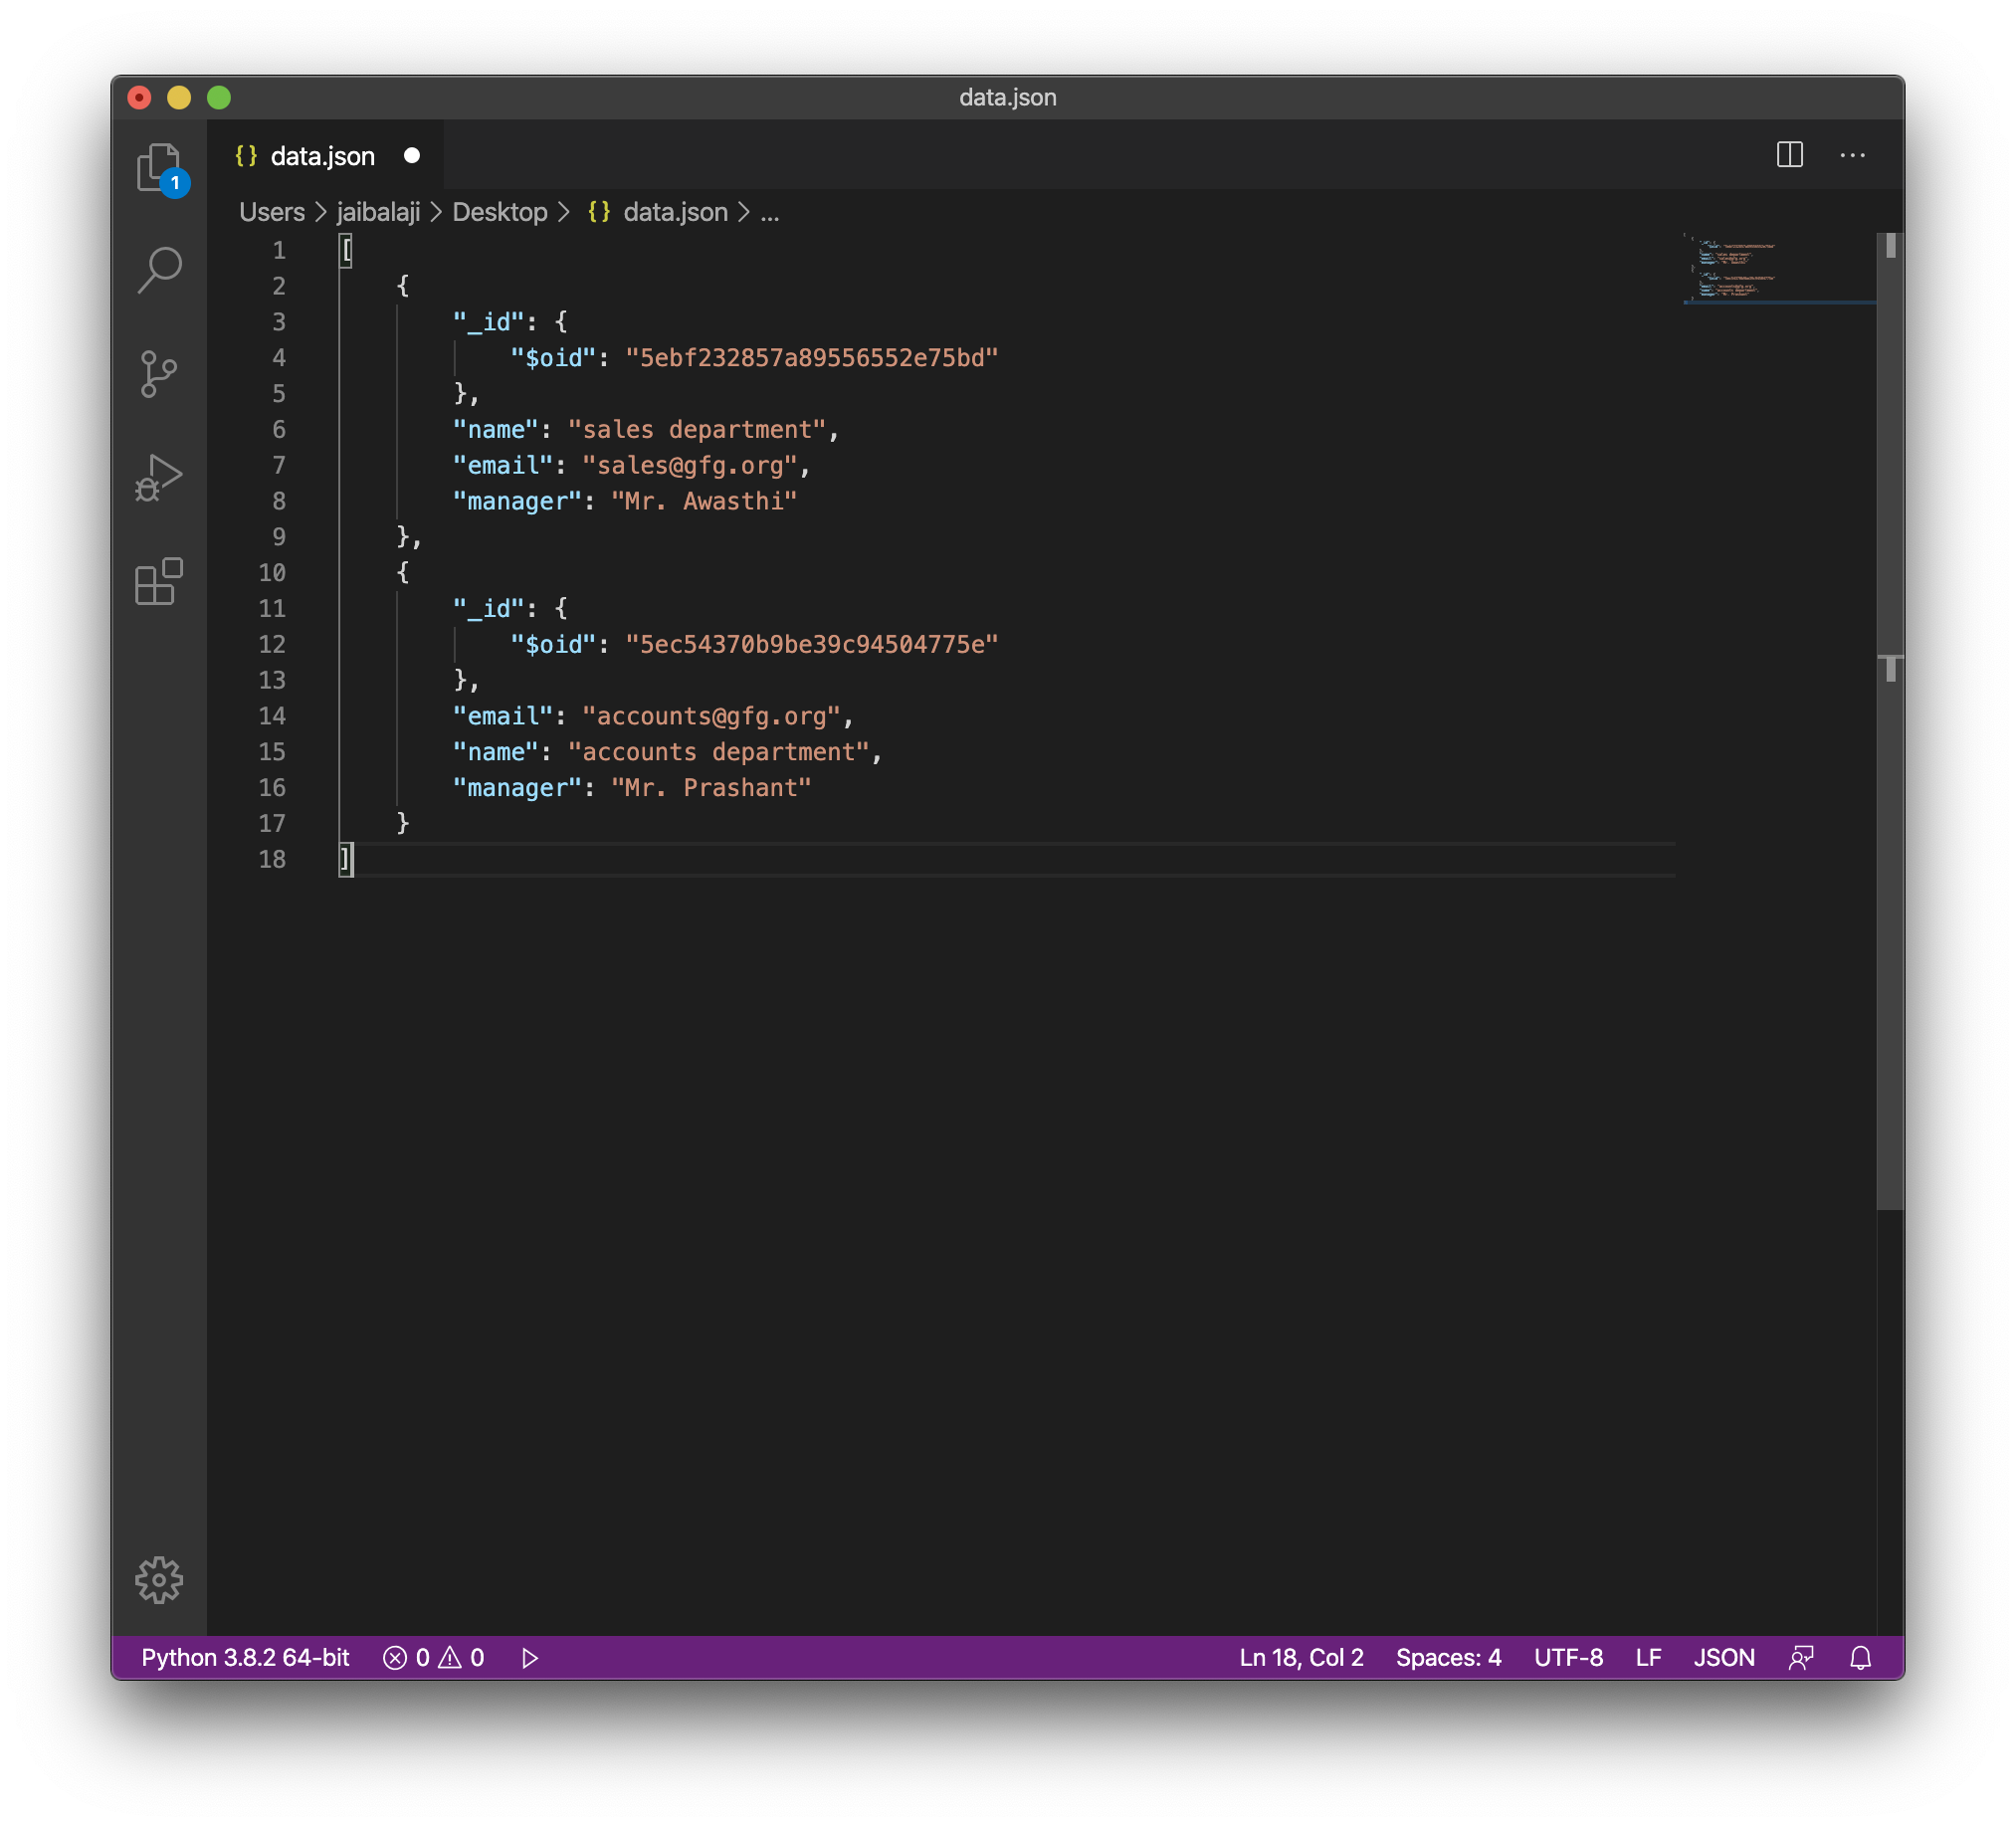 data.json
{} data.json
1
Users > jaibalaji > Desktop > {} data.json > ...
1 [
2     {
3         "_id": {
4             "$oid": "5ebf232857a89556552e75bd"
5         },
6         "name": "sales department",
7         "email": "sales@gfg.org",
8         "manager": "Mr. Awasthi"
9     },
10     {
11         "_id": {
12             "$oid": "5ec54370b9be39c94504775e"
13         },
14         "email": "accounts@gfg.org",
15         "name": "accounts department",
16         "manager": "Mr. Prashant"
17     }
18 ]
Python 3.8.2 64-bit 0 0 Ln 18, Col 2 Spaces: 4 UTF-8 LF JSON